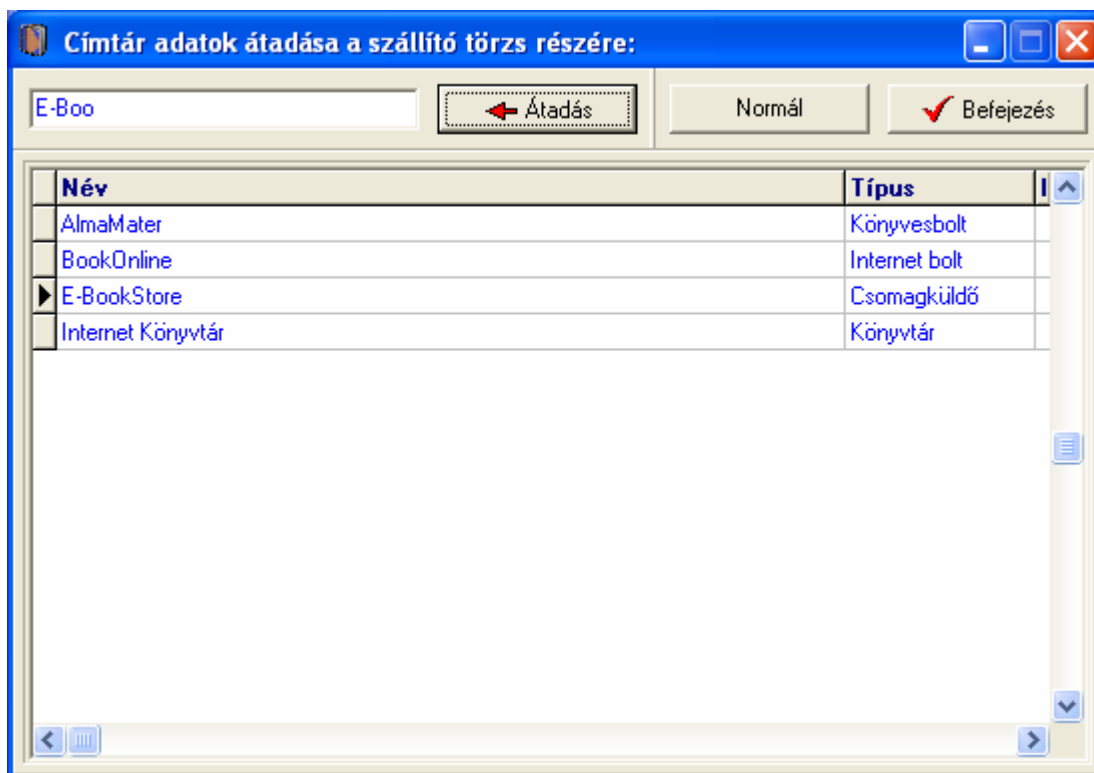 Címtár adatok átadása a szállító törzs részére:
E-Boo Átadás Normál Befejezés
Név Típus
AlmaMater Könyvesbolt
BookOnline Internet bolt
E-BookStore Csomagküldő
Internet Könyvtár Könyvtár